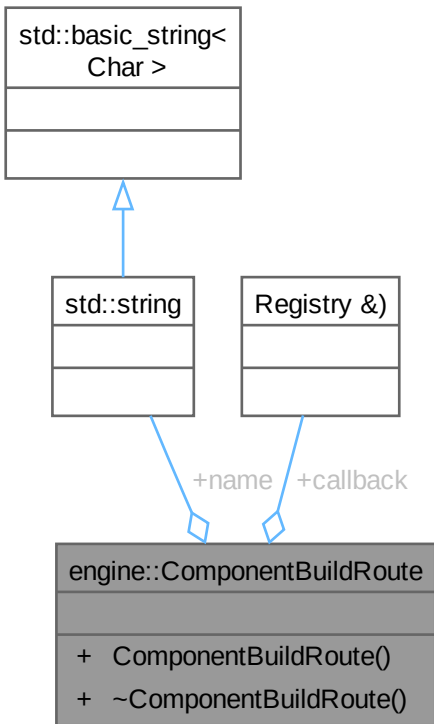 std::basic_string<
Char >
std::string
Registry &)
+name
+callback
engine::ComponentBuildRoute
+ ComponentBuildRoute()
+ ~ComponentBuildRoute()